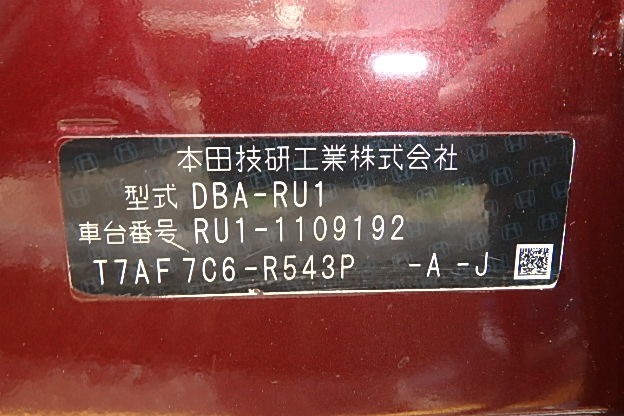 本田技研工業株式会社
型式 DBA-RU1
車台番号 RU1-1109192
T7AF 7C6-R543P -A -J